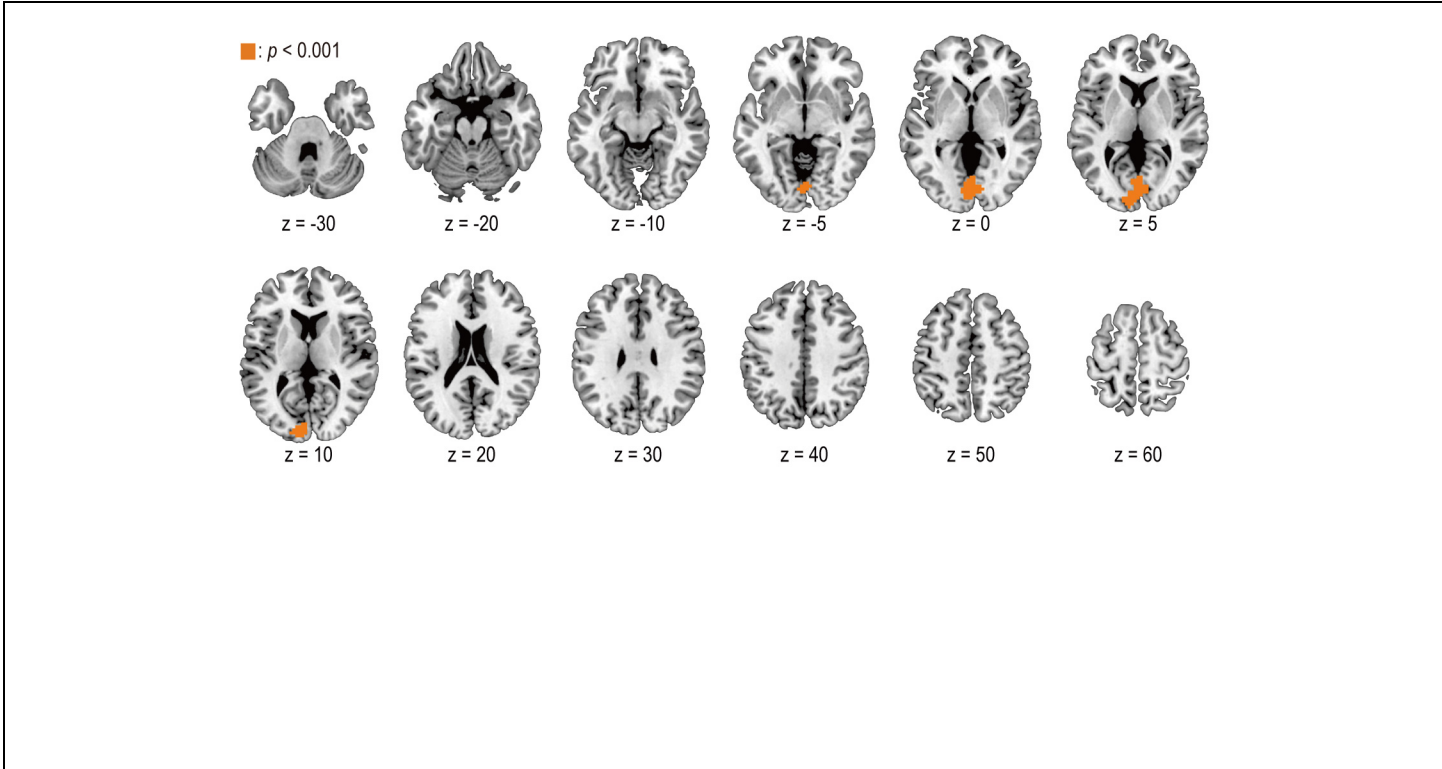 : p < 0.001
z = -30
z = -20
z = -10
z = -5
z = 0
z = 5
z = 10
z = 20
z = 30
z = 40
z = 50
z = 60